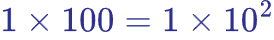 1 × 100 = 1 × 10²